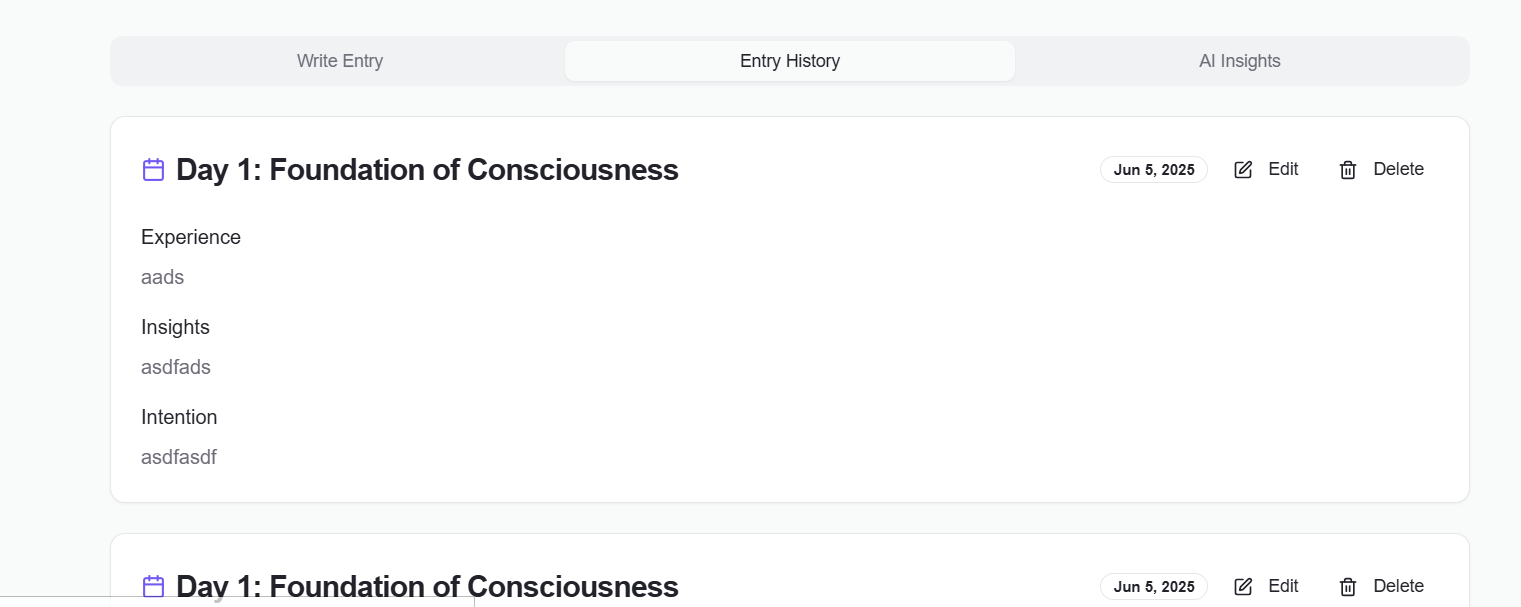 Write Entry
Entry History
AI Insights
Day 1: Foundation of Consciousness
Jun 5, 2025
Edit
Delete
Experience
aads
Insights
asdfads
Intention
asdfasdf
Day 1: Foundation of Consciousness
Jun 5, 2025
Edit
Delete